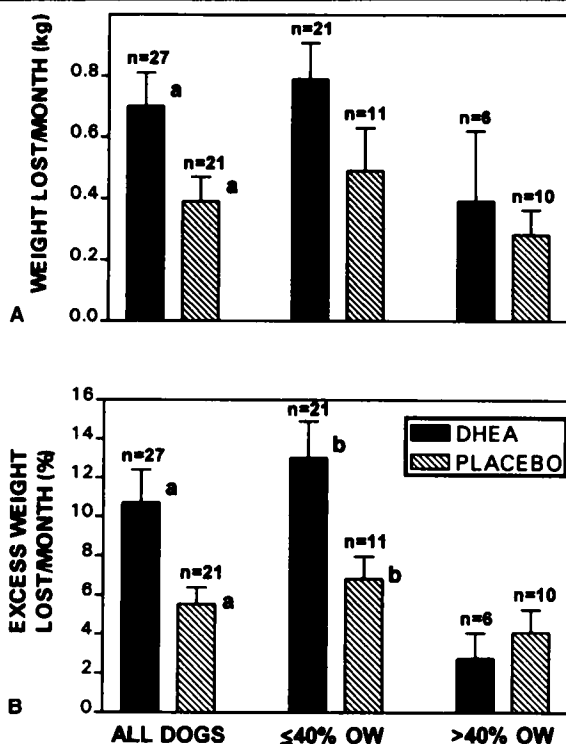 WEIGHT LOST/MONTH (kg)
0.8
0.6
0.4
0.2
0.0
n=27
a
n=21
a
n=21
n=11
n=6
n=10
A
EXCESS WEIGHT
LOST/MONTH (%)
16
14
12
10
8
6
4
2
0
n=27
a
n=21
a
n=21
b
n=11
b
n=6
n=10
DHEA
PLACEBO
B
ALL DOGS ≤40% OW >40% OW